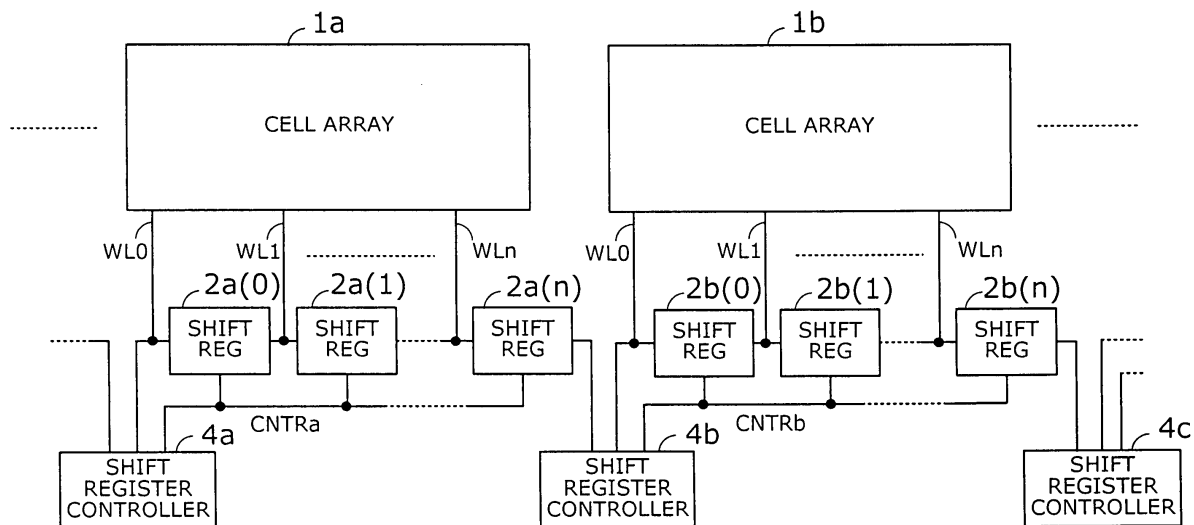 1a
1b
CELL ARRAY
CELL ARRAY
WL0
WL1
WLn
WL0
WL1
WLn
2a(0)
2a(1)
2a(n)
2b(0)
2b(1)
2b(n)
SHIFT
REG
SHIFT
REG
SHIFT
REG
SHIFT
REG
SHIFT
REG
SHIFT
REG
CNTRa
CNTRb
4a
4b
4c
SHIFT
REGISTER
CONTROLLER
SHIFT
REGISTER
CONTROLLER
SHIFT
REGISTER
CONTROLLER